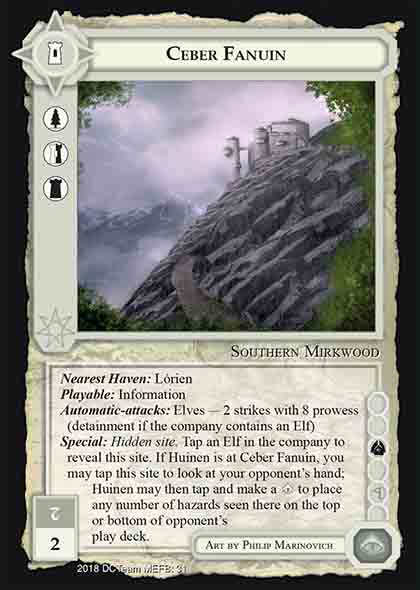 Ceber Fanuin
Southern Mirkwood
Nearest Haven: Lórien
Playable: Information
Automatic-attacks: Elves — 2 strikes with 8 prowess
(detainment if the company contains an Elf)
Special: Hidden site. Tap an Elf in the company to
reveal this site. If Huinen is at Ceber Fanuin, you
may tap this site to look at your opponent's hand;
Huinen may then tap and make a to place
any number of hazards seen there on the top
or bottom of opponent's
play deck.
2
2
Art by Philip Marinovich
2018 DC Team MEFB: 31